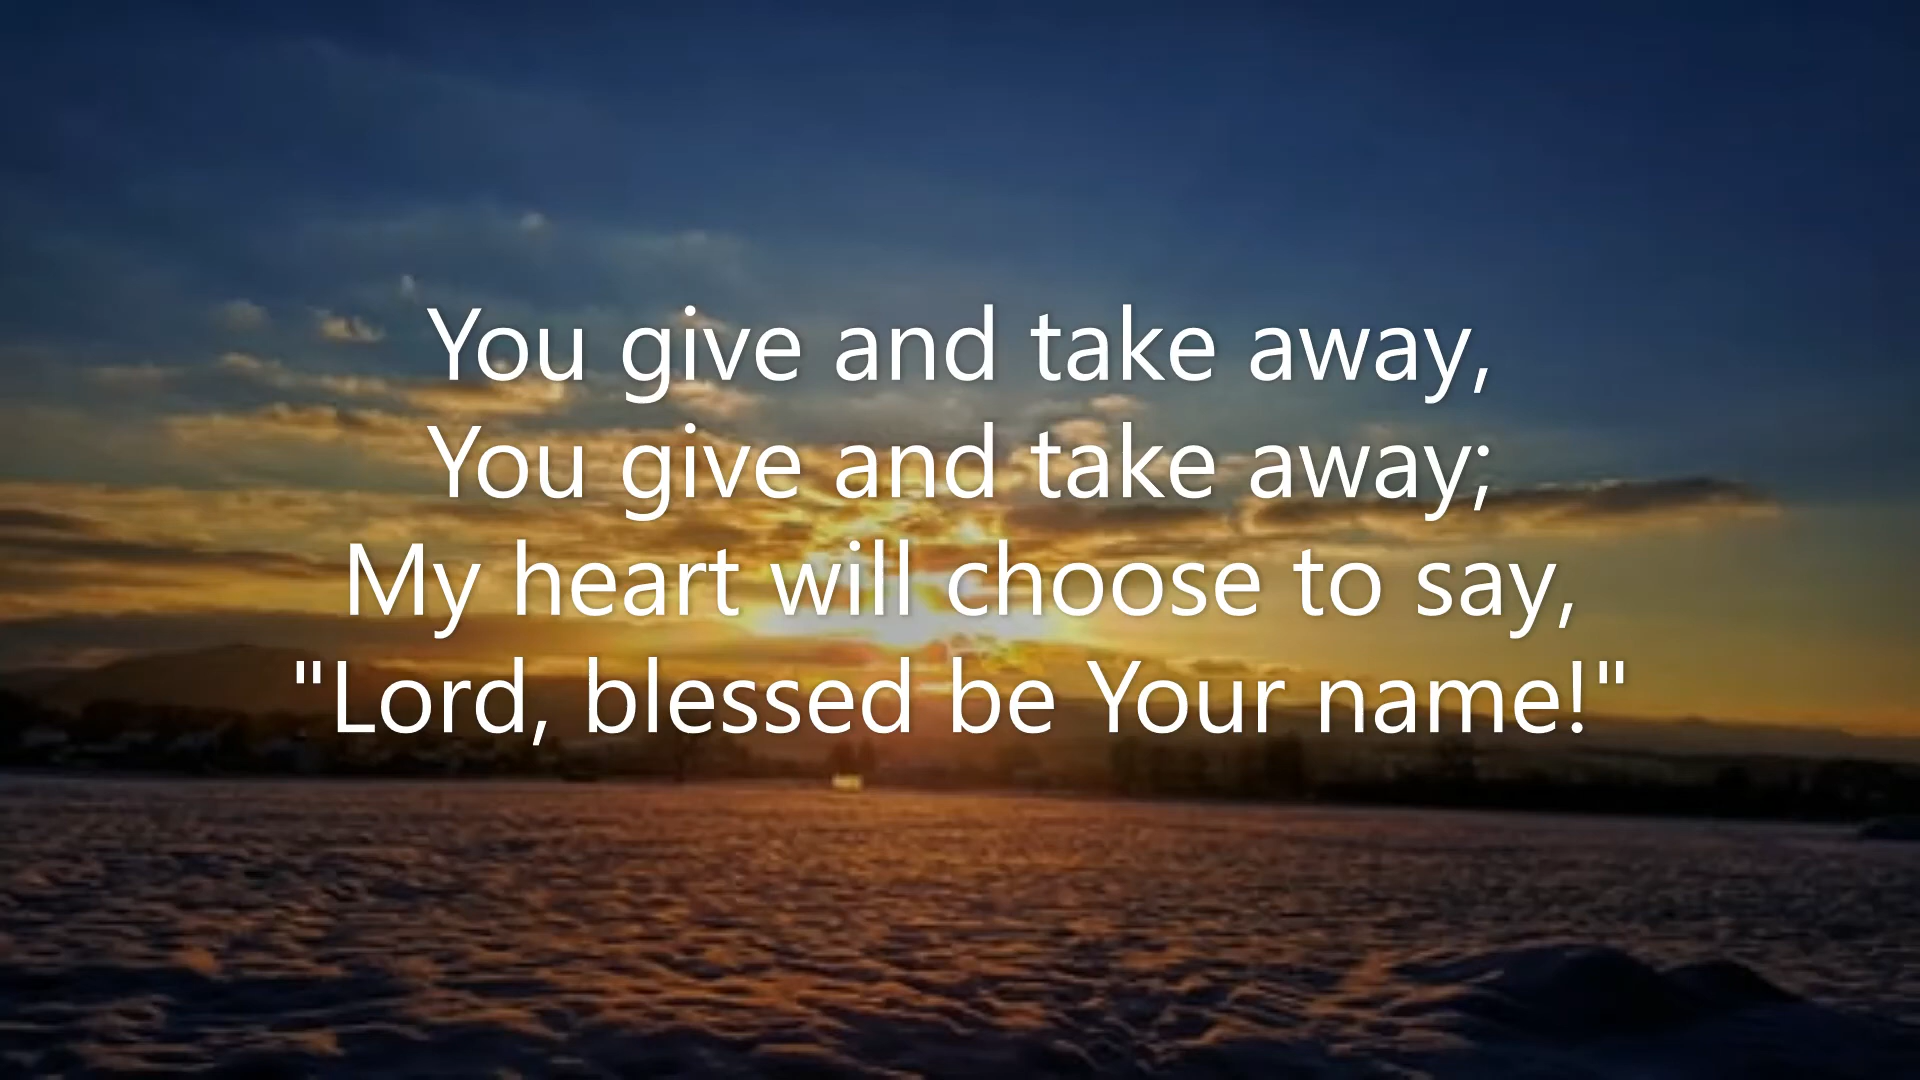 You give and take away,
You give and take away;
My heart will choose to say,
"Lord, blessed be Your name!"